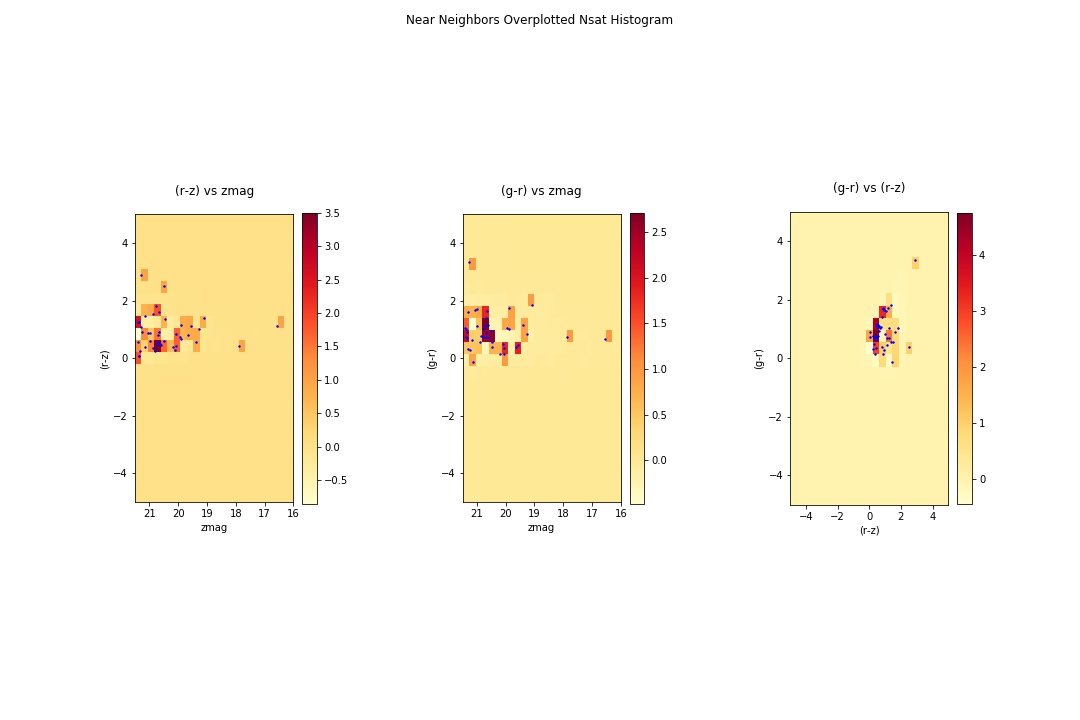 Near Neighbors Overplotted Nsat Histogram
(r-z) vs zmag
4
2
0
−2
−4
(r-z)
21 20 19 18 17 16
zmag
3.5
3.0
2.5
2.0
1.5
1.0
0.5
0.0
−0.5
(g-r) vs zmag
4
2
0
−2
−4
(g-r)
21 20 19 18 17 16
zmag
2.5
2.0
1.5
1.0
0.5
0.0
(g-r) vs (r-z)
4
2
0
−2
−4
(g-r)
−4 −2 0 2 4
(r-z)
4
3
2
1
0